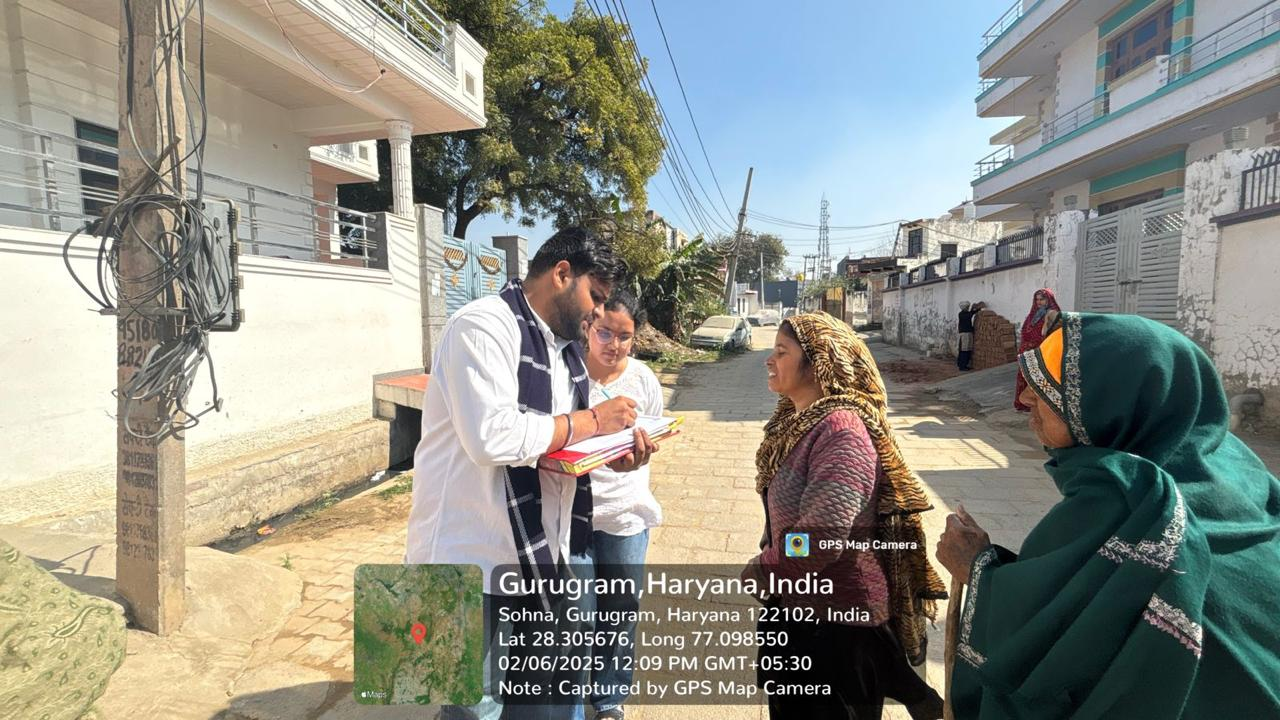 GPS Map Camera
Gurugram,Haryana,India
Sohna, Gurugram, Haryana 122102, India
Lat 28.305676, Long 77.098550
02/06/2025 12:09 PM GMT+05:30
Note : Captured by GPS Map Camera
Maps